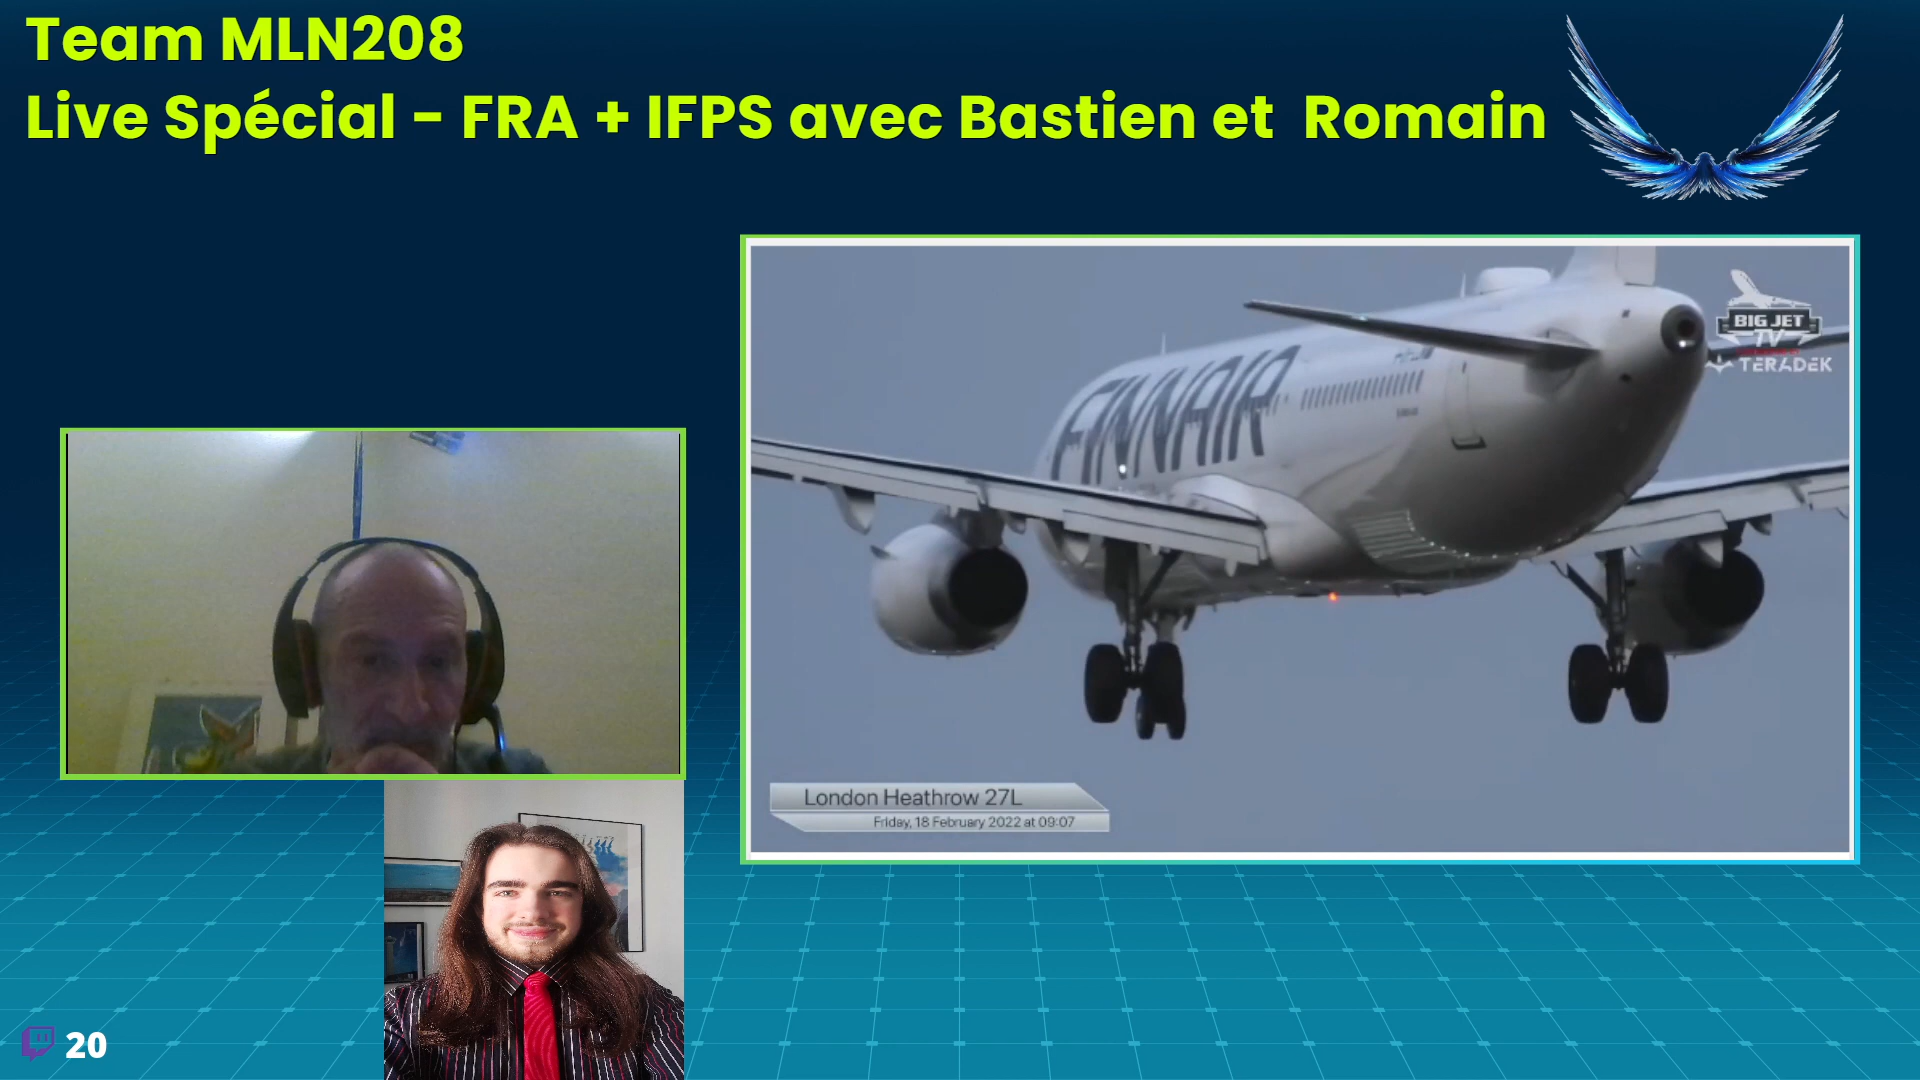 Team MLN208
Live Spécial - FRA + IFPS avec Bastien et Romain
BIG JET
TV
TERADEK
FINNAIR
London Heathrow 27L
Friday, 18 February 2022 at 09:07
20